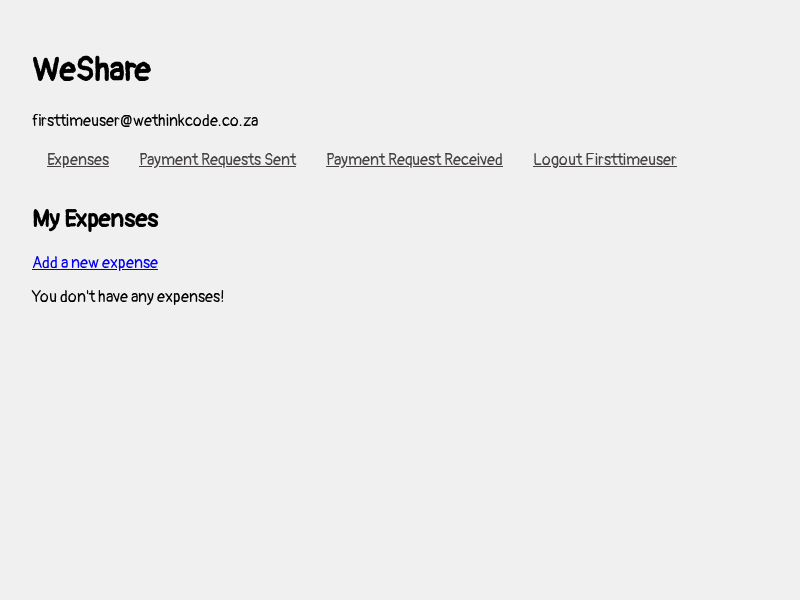 WeShare
firsttimeuser@wethinkcode.co.za
Expenses Payment Requests Sent Payment Request Received Logout Firsttimeuser
My Expenses
Add a new expense
You don't have any expenses!